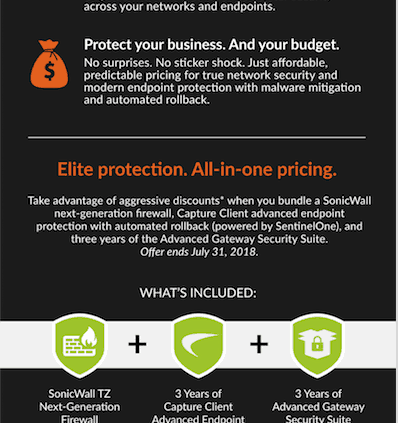 across your networks and endpoints.
Protect your business. And your budget.
No surprises. No sticker shock. Just affordable,
predictable pricing for true network security and
modern endpoint protection with malware mitigation
and automated rollback.
$
Elite protection. All-in-one pricing.
Take advantage of aggressive discounts* when you bundle a SonicWall
next-generation firewall, Capture Client advanced endpoint
protection with automated rollback (powered by SentinelOne), and
three years of the Advanced Gateway Security Suite.
Offer ends July 31, 2018.
WHAT'S INCLUDED:
+ +
SonicWall TZ
Next-Generation
Firewall
3 Years of
Capture Client
Advanced Endpoint
3 Years of
Advanced Gateway
Security Suite